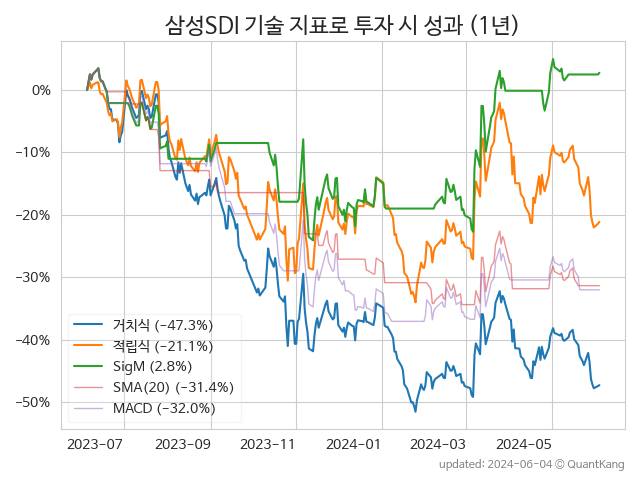 삼성SDI 기술 지표로 투자 시 성과 (1년)
0%
−10%
−20%
−30%
−40%
−50%
거치식 (−47.3%)
적립식 (−21.1%)
SigM (2.8%)
SMA(20) (−31.4%)
MACD (−32.0%)
2023-07 2023-09 2023-11 2024-01 2024-03 2024-05
updated: 2024-06-04 © QuantKang